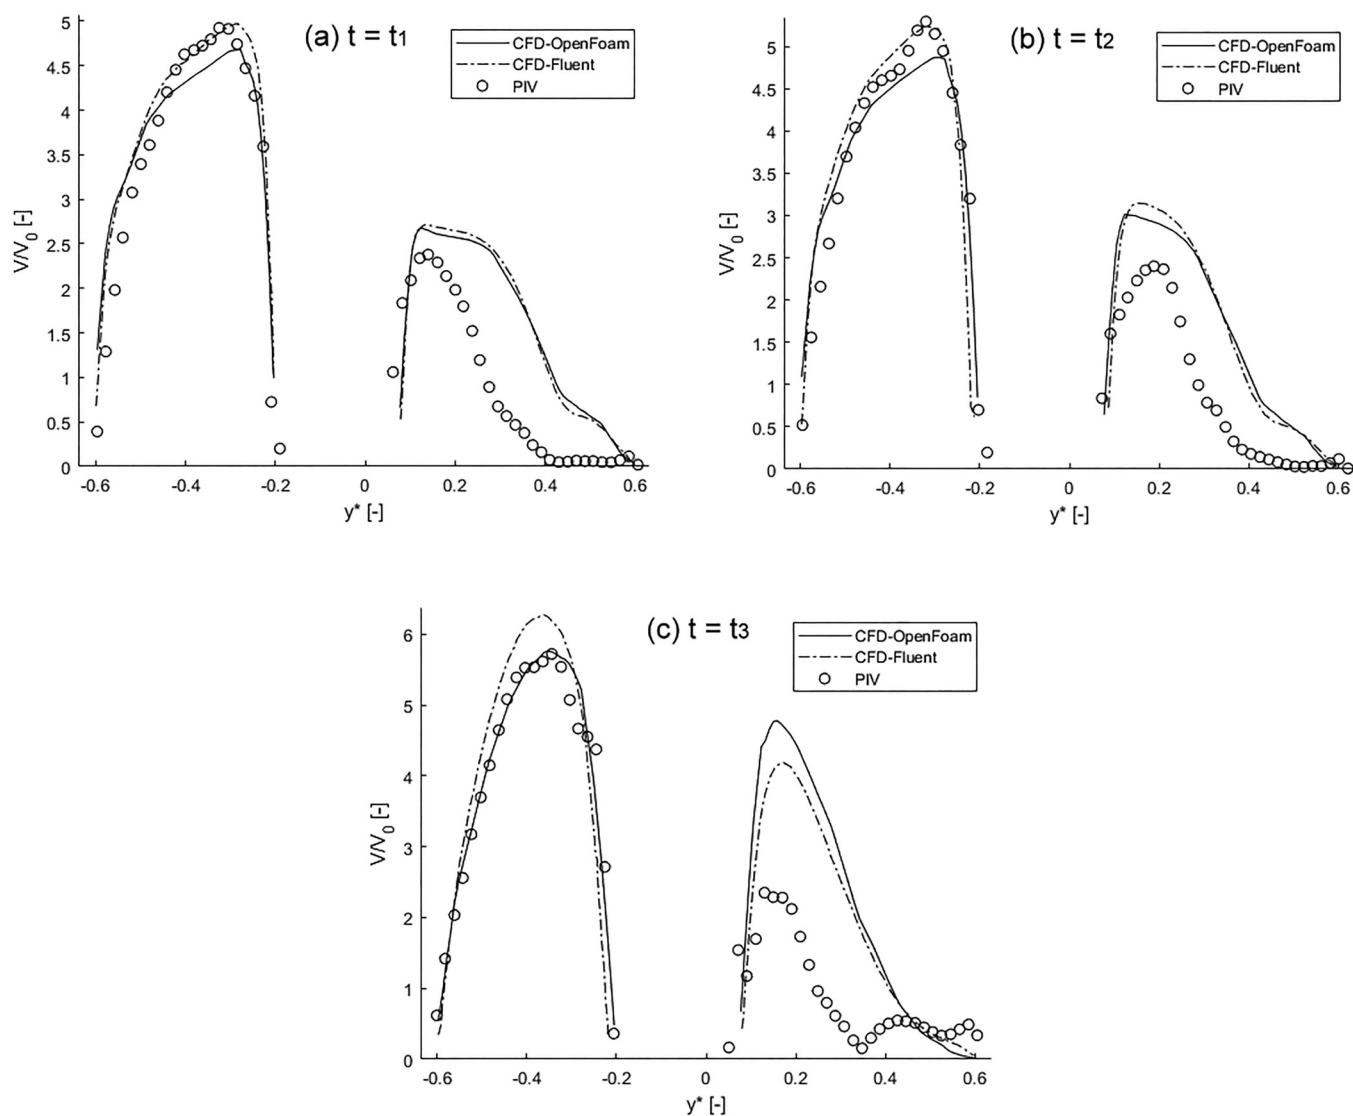 (a) t = t1
CFD-OpenFoam
CFD-Fluent
PIV
5
4.5
4
3.5
3
2.5
2
1.5
1
0.5
0
V/V0 [-]
-0.6
-0.4
-0.2
0
0.2
0.4
0.6
y* [-]
(b) t = t2
CFD-OpenFoam
CFD-Fluent
PIV
5
4.5
4
3.5
3
2.5
2
1.5
1
0.5
0
V/V0 [-]
-0.6
-0.4
-0.2
0
0.2
0.4
0.6
y* [-]
(c) t = t3
CFD-OpenFoam
CFD-Fluent
PIV
6
5
4
3
2
1
0
V/V0 [-]
-0.6
-0.4
-0.2
0
0.2
0.4
0.6
y* [-]